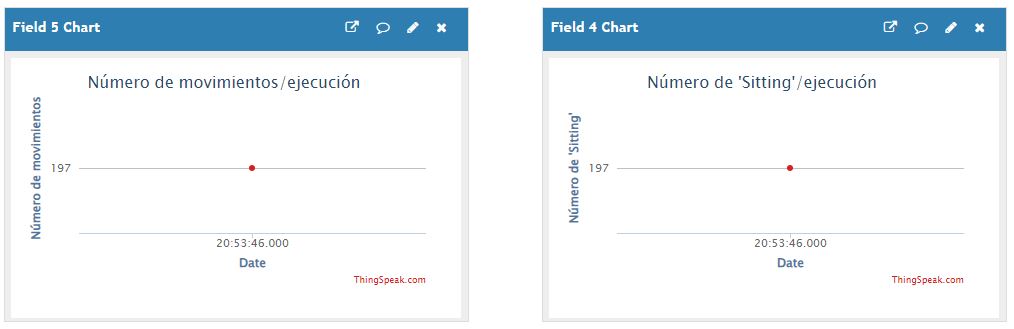 Field 5 Chart
Número de movimientos/ejecución
Número de movimientos
197
20:53:46.000
Date
ThingSpeak.com
Field 4 Chart
Número de 'Sitting'/ejecución
Número de 'Sitting'
197
20:53:46.000
Date
ThingSpeak.com